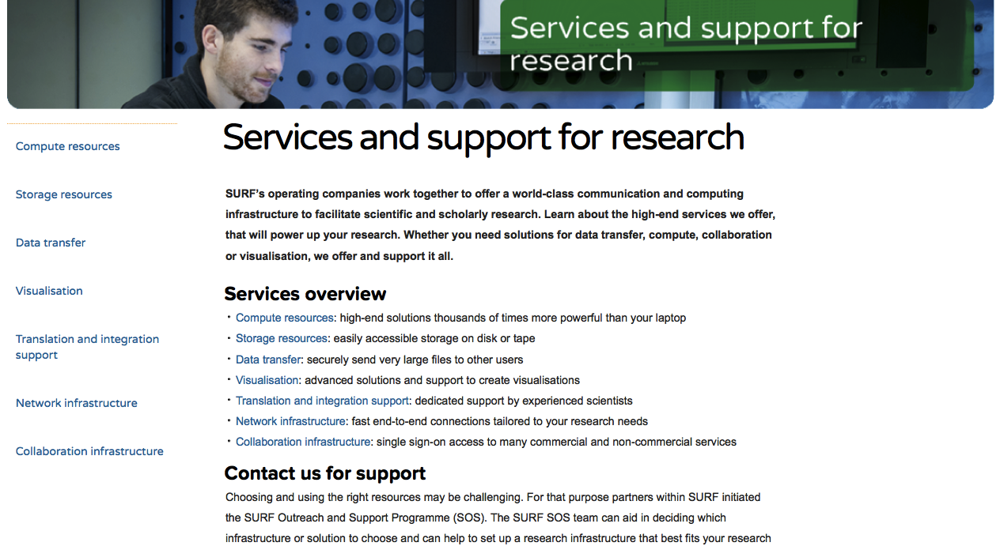 Services and support for
research
Compute resources
Storage resources
Data transfer
Visualisation
Translation and integration
support
Network infrastructure
Collaboration infrastructure
Services and support for research
SURF’s operating companies work together to offer a world-class communication and computing
infrastructure to facilitate scientific and scholarly research. Learn about the high-end services we offer,
that will power up your research. Whether you need solutions for data transfer, compute, collaboration
or visualisation, we offer and support it all.
Services overview
• Compute resources: high-end solutions thousands of times more powerful than your laptop
• Storage resources: easily accessible storage on disk or tape
• Data transfer: securely send very large files to other users
• Visualisation: advanced solutions and support to create visualisations
• Translation and integration support: dedicated support by experienced scientists
• Network infrastructure: fast end-to-end connections tailored to your research needs
• Collaboration infrastructure: single sign-on access to many commercial and non-commercial services
Contact us for support
Choosing and using the right resources may be challenging. For that purpose partners within SURF initiated
the SURF Outreach and Support Programme (SOS). The SURF SOS team can aid in deciding which
infrastructure or solution to choose and can help to set up a research infrastructure that best fits your research